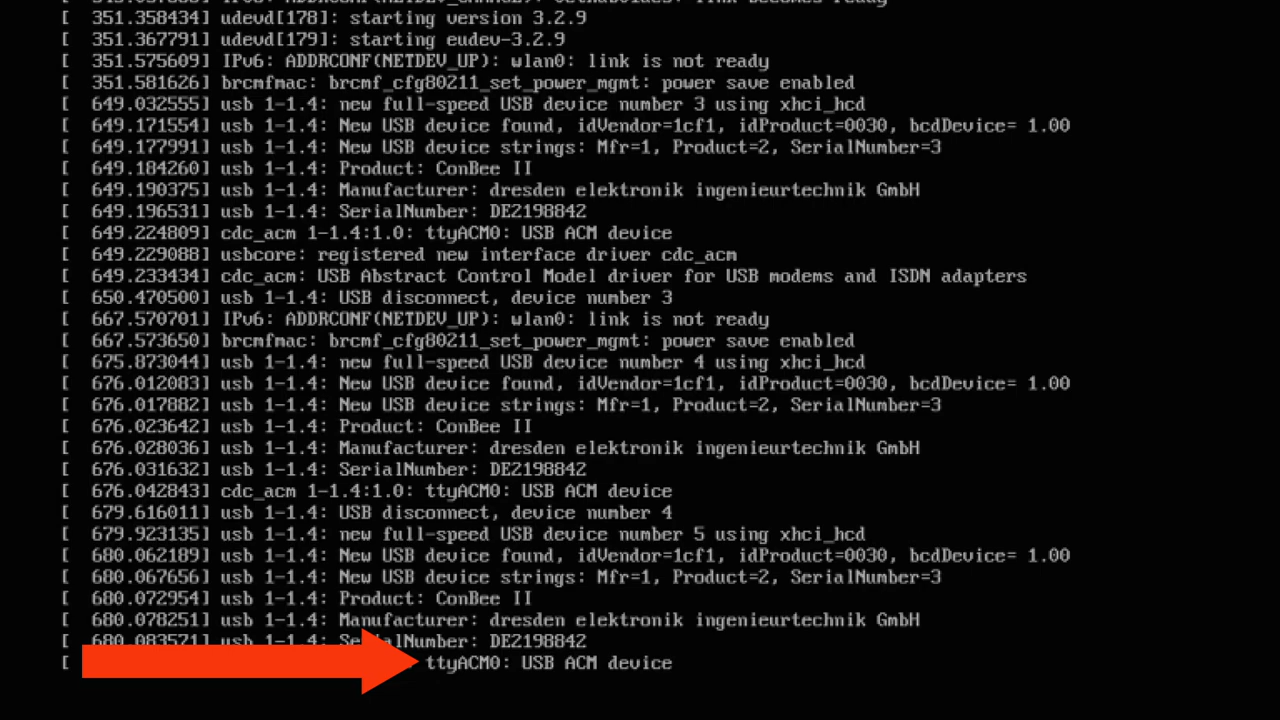 [  351.358434] udevd[178]: starting version 3.2.9
[  351.367791] udevd[179]: starting eudev-3.2.9
[  351.575609] IPv6: ADDRCONF(NETDEV_UP): wlan0: link is not ready
[  351.581626] brcmfmac: brcmf_cfg80211_set_power_mgmt: power save enabled
[  649.032555] usb 1-1.4: new full-speed USB device number 3 using xhci_hcd
[  649.171554] usb 1-1.4: New USB device found, idVendor=1cf1, idProduct=0030, bcdDevice= 1.00
[  649.177991] usb 1-1.4: New USB device strings: Mfr=1, Product=2, SerialNumber=3
[  649.184260] usb 1-1.4: Product: ConBee II
[  649.190375] usb 1-1.4: Manufacturer: dresden elektronik ingenieurtechnik GmbH
[  649.196531] usb 1-1.4: SerialNumber: DE2198842
[  649.224809] cdc_acm 1-1.4:1.0: ttyACM0: USB ACM device
[  649.229088] usbcore: registered new interface driver cdc_acm
[  649.233434] cdc_acm: USB Abstract Control Model driver for USB modems and ISDN adapters
[  650.470500] usb 1-1.4: USB disconnect, device number 3
[  667.570701] IPv6: ADDRCONF(NETDEV_UP): wlan0: link is not ready
[  667.573650] brcmfmac: brcmf_cfg80211_set_power_mgmt: power save enabled
[  675.873044] usb 1-1.4: new full-speed USB device number 4 using xhci_hcd
[  676.012083] usb 1-1.4: New USB device found, idVendor=1cf1, idProduct=0030, bcdDevice= 1.00
[  676.017882] usb 1-1.4: New USB device strings: Mfr=1, Product=2, SerialNumber=3
[  676.023642] usb 1-1.4: Product: ConBee II
[  676.028036] usb 1-1.4: Manufacturer: dresden elektronik ingenieurtechnik GmbH
[  676.031632] usb 1-1.4: SerialNumber: DE2198842
[  676.042843] cdc_acm 1-1.4:1.0: ttyACM0: USB ACM device
[  679.616011] usb 1-1.4: USB disconnect, device number 4
[  679.923135] usb 1-1.4: new full-speed USB device number 5 using xhci_hcd
[  680.062189] usb 1-1.4: New USB device found, idVendor=1cf1, idProduct=0030, bcdDevice= 1.00
[  680.067656] usb 1-1.4: New USB device strings: Mfr=1, Product=2, SerialNumber=3
[  680.072954] usb 1-1.4: Product: ConBee II
[  680.078251] usb 1-1.4: Manufacturer: dresden elektronik ingenieurtechnik GmbH
[  680.083571] usb 1-1.4: SerialNumber: DE2198842
[ ttyACM0: USB ACM device